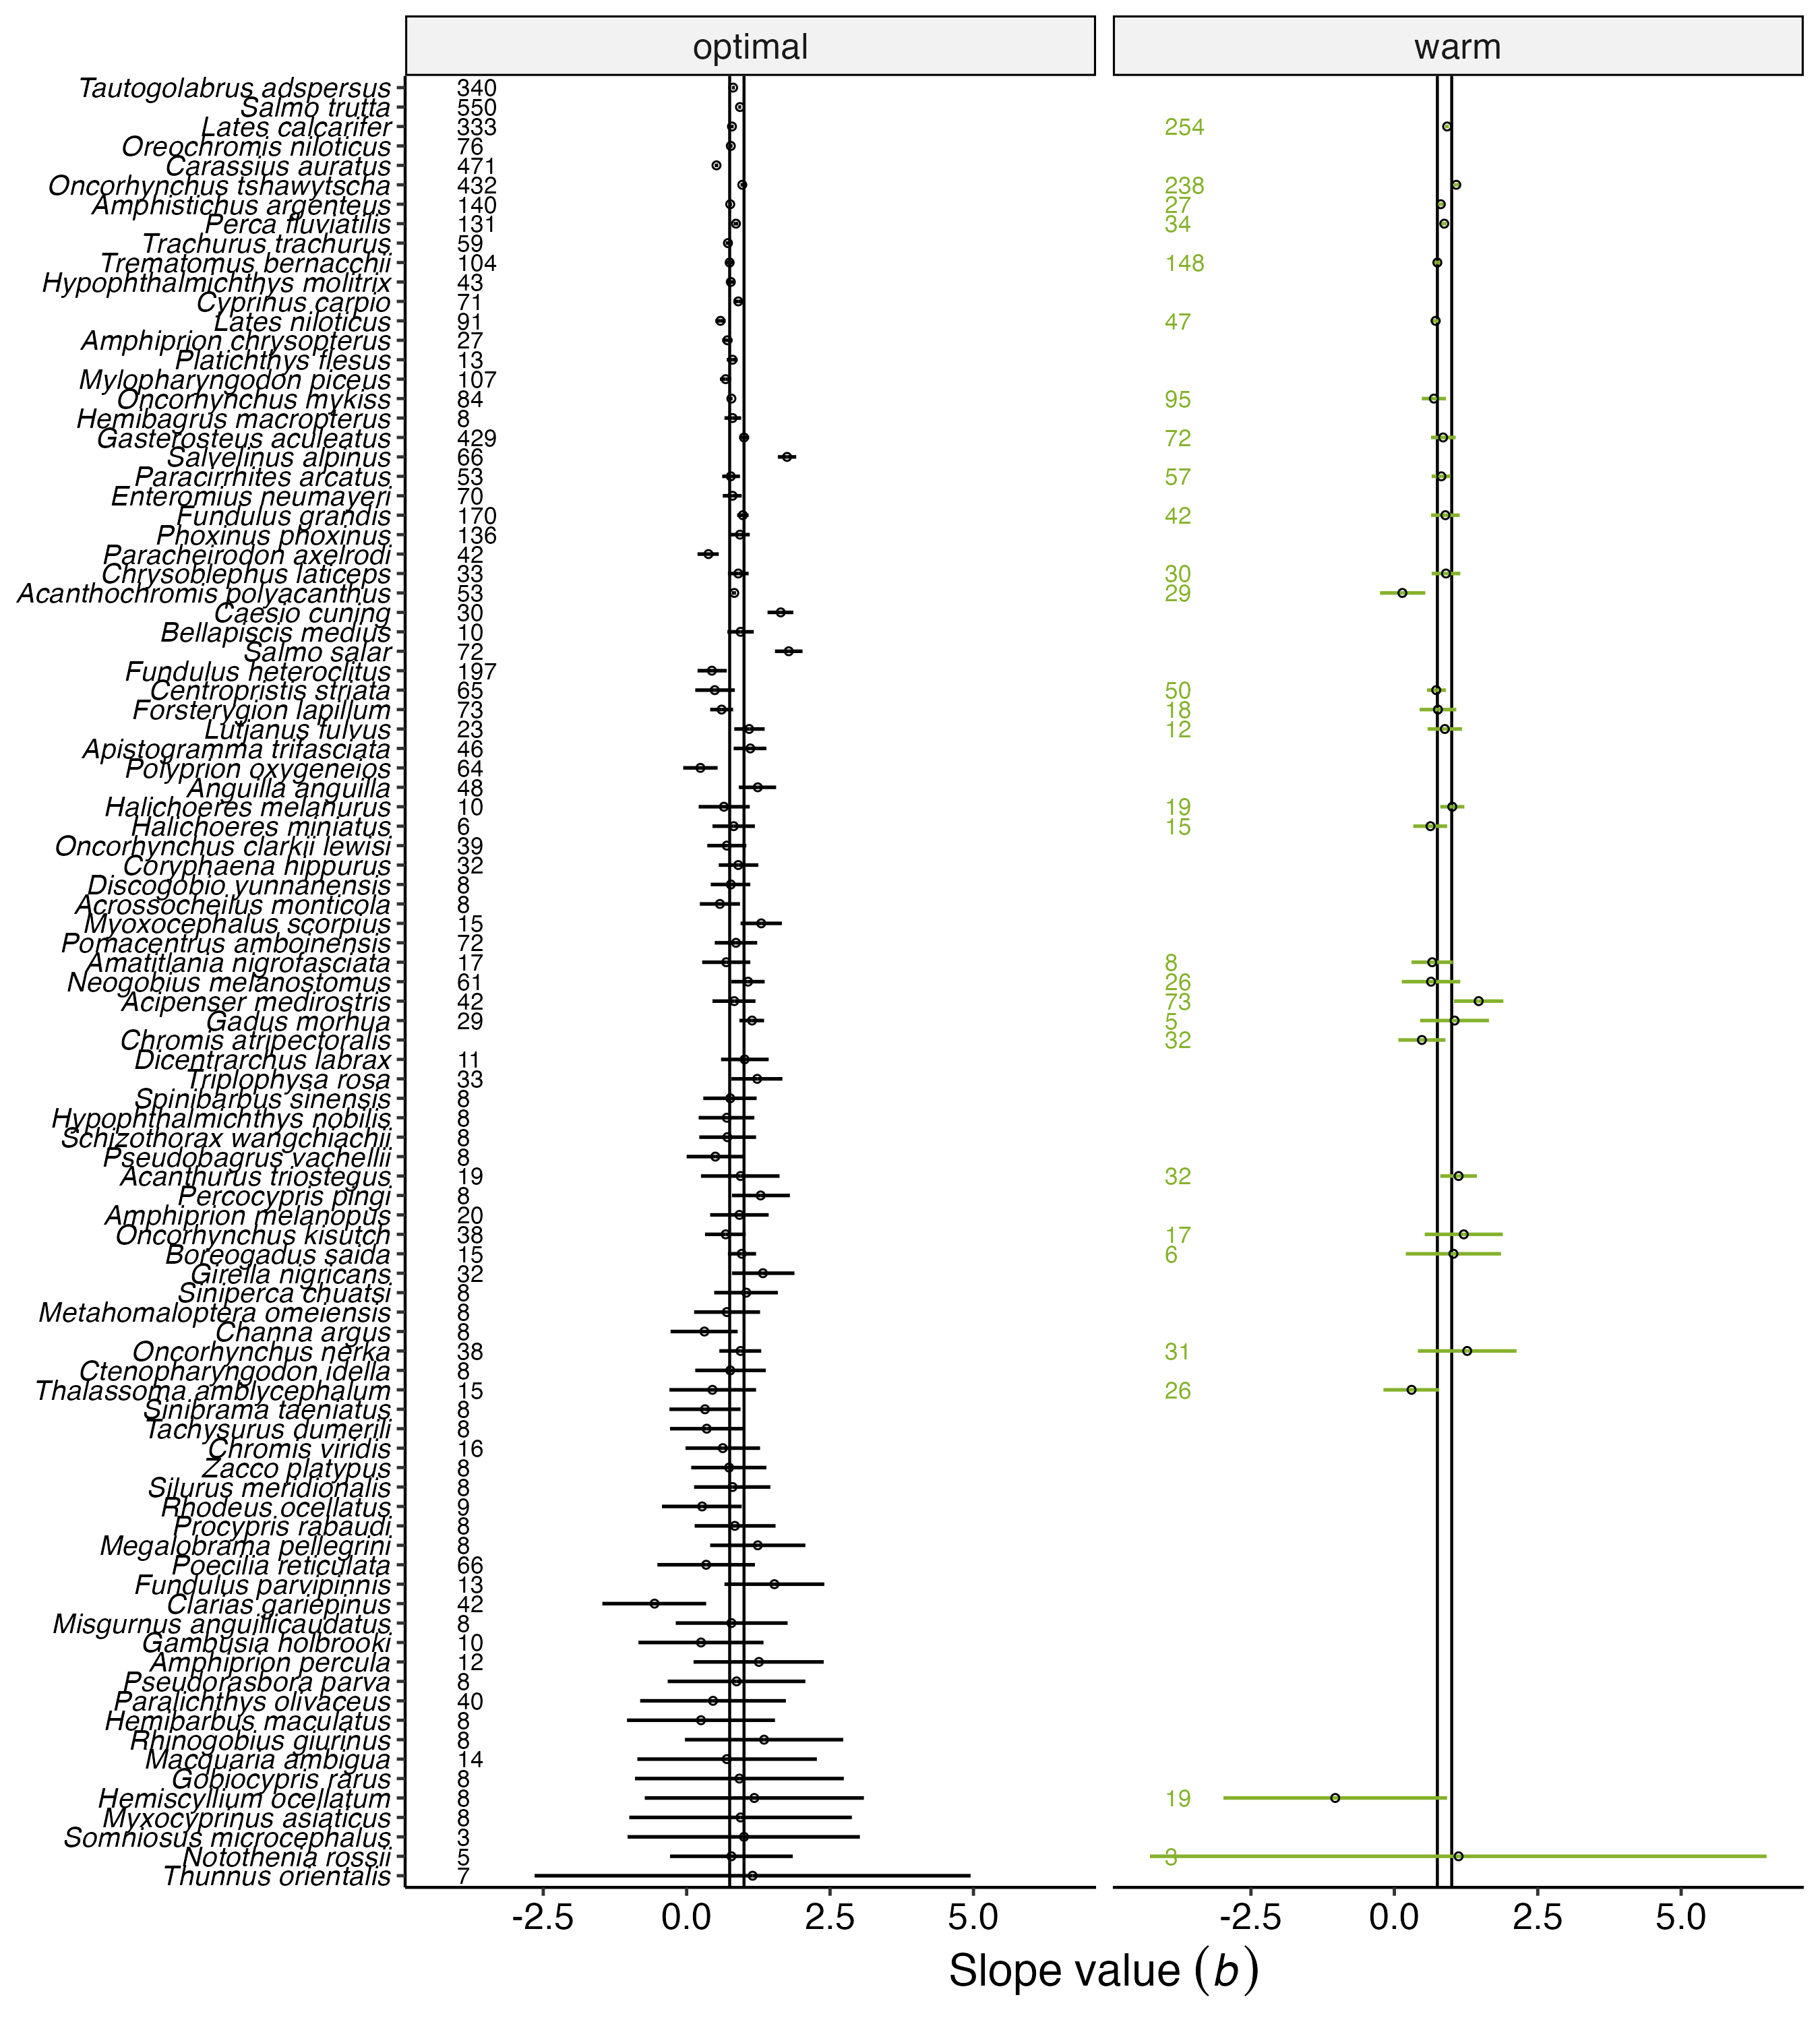 optimal warm
Tautogolabrus adspersus 340
Salmo trutta 550
Lates calcarifer 333 254
Oreochromis niloticus 76
Carassius auratus 471
Oncorhynchus tshawytscha 432 238
Amphistichus argenteus 140 27
Perca fluviatilis 131 34
Trachurus trachurus 59
Trematomus bernacchii 104 148
Hypophthalmichthys molitrix 43
Cyprinus carpio 71
Lates niloticus 91 47
Amphiprion chrysopterus 27
Platichthys flesus 13
Mylopharyngodon piceus 107
Oncorhynchus mykiss 84 95
Hemibagrus macropterus 8
Gasterosteus aculeatus 429 72
Salvelinus alpinus 66
Paracirrhites arcatus 53 57
Enteromius neumayeri 70
Fundulus grandis 170 42
Phoxinus phoxinus 136
Paracheirodon axelrodi 42
Chrysoblephus laticeps 33 30
Acanthochromis polyacanthus 53 29
Caesio cuning 30
Bellapiscis medius 10
Salmo salar 72
Fundulus heteroclitus 197
Centropristis striata 65 50
Forsterygion lapillum 73 18
Lutjanus fulvus 23 12
Apistogramma trifasciata 46
Polyprion oxygeneios 64
Anguilla anguilla 48
Halichoeres melanurus 10 19
Halichoeres miniatus 6 15
Oncorhynchus clarkii lewisi 39
Coryphaena hippurus 32
Discogobio yunnanensis 8
Acrossocheilus monticola 8
Myoxocephalus scorpius 15
Pomacentrus amboinensis 72
Amatitlania nigrofasciata 17 8
Neogobius melanostomus 61 26
Acipenser medirostris 42 73
Gadus morhua 29 5
Chromis atripectoralis 32
Dicentrarchus labrax 11
Triplophysa rosa 33
Spinibarbus sinensis 8
Hypophthalmichthys nobilis 8
Schizothorax wangchiachii 8
Pseudobagrus vachellii 8
Acanthurus triostegus 19 32
Percocypris pingi 8
Amphiprion melanopus 20
Oncorhynchus kisutch 38 17
Boreogadus saida 15 6
Girella nigricans 32
Siniperca chuatsi 8
Metahomaloptera omeiensis 8
Channa argus 8
Oncorhynchus nerka 38 31
Ctenopharyngodon idella 8
Thalassoma amblycephalum 15 26
Sinibrama taeniatus 8
Tachysurus dumerili 8
Chromis viridis 16
Zacco platypus 8
Silurus meridionalis 8
Rhodeus ocellatus 9
Procypris rabaudi 8
Megalobrama pellegrini 8
Poecilia reticulata 66
Fundulus parvipinnis 13
Clarias gariepinus 42
Misgurnus anguillicaudatus 8
Gambusia holbrooki 10
Amphiprion percula 12
Pseudorasbora parva 8
Paralichthys olivaceus 40
Hemibarbus maculatus 8
Rhinogobius giurinus 8
Macquaria ambigua 14
Gobiocypris rarus 8
Hemiscyllium ocellatum 8 19
Myxocyprinus asiaticus 8
Somniosus microcephalus 3
Notothenia rossii 5 3
Thunnus orientalis 7
-2.5 0.0 2.5 5.0 -2.5 0.0 2.5 5.0
Slope value (b)